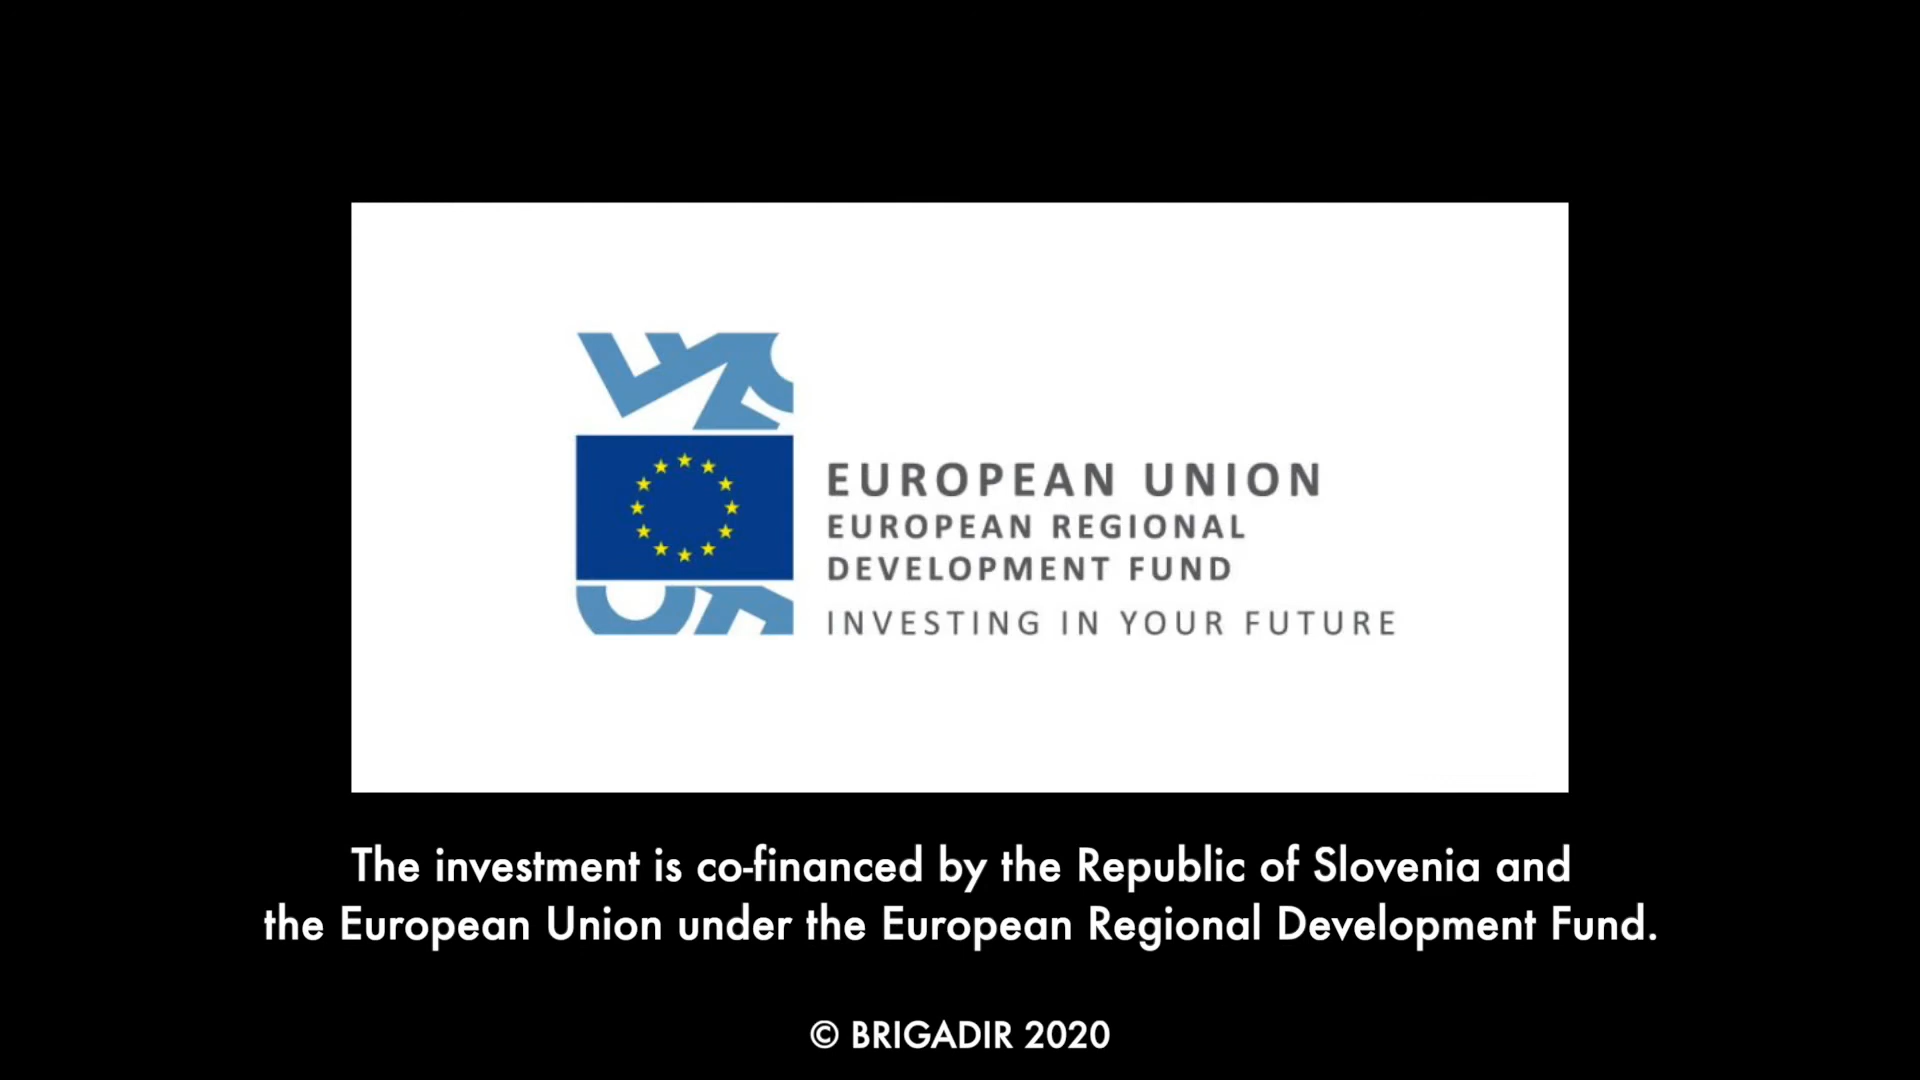 EUROPEAN UNION
EUROPEAN REGIONAL
DEVELOPMENT FUND
INVESTING IN YOUR FUTURE
The investment is co-financed by the Republic of Slovenia and
the European Union under the European Regional Development Fund.
© BRIGADIR 2020